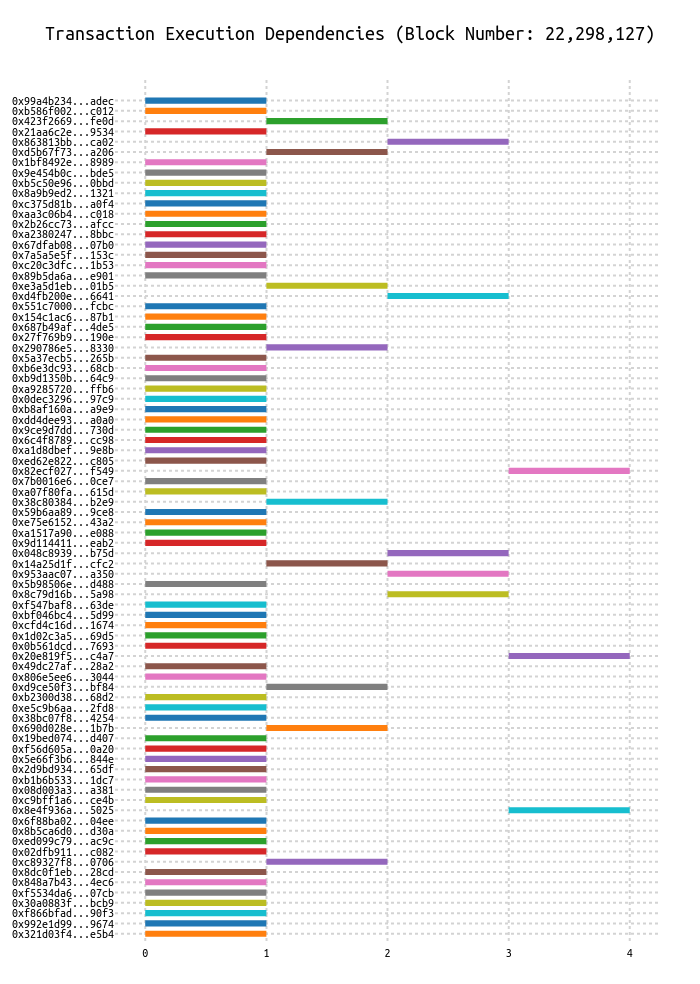 Transaction Execution Dependencies (Block Number: 22,298,127)
0x99a4b234...adec
0xb586f002...c012
0x423f2669...fe0d
0x21aa6c2e...9534
0x863813bb...ca02
0xd5b67f73...a206
0x1bf8492e...8989
0x9e454b0c...bde5
0xb5c50e96...0bbd
0x8a9b9ed2...1321
0xc375d81b...a0f4
0xaa3c06b4...c018
0x2b26cc73...afcc
0xa2380247...8bbc
0x67dfab08...07b0
0x7a5a5e5f...153c
0xc20c3dfc...1b53
0x89b5da6a...e901
0xe3a5d1eb...01b5
0xd4fb200e...6641
0x551c7000...fcbc
0x154c1ac6...87b1
0x687b49af...4de5
0x27f769b9...190e
0x290786e5...8330
0x5a37ecb5...265b
0xb6e3dc93...68cb
0xb9d1350b...64c9
0xa9285720...ffb6
0x0dec3296...97c9
0xb8af160a...a9e9
0xdd4dee93...a0a0
0x9ce9d7dd...730d
0x6c4f8789...cc98
0xa1d8dbef...9e8b
0xed62e822...c805
0x82ecf027...f549
0x7b0016e6...0ce7
0xa07f80fa...615d
0x38c80384...b2e9
0x59b6aa89...9ce8
0xe75e6152...43a2
0xa1517a90...e088
0x9d114411...eab2
0x048c8939...b75d
0x14a25d1f...cfc2
0x953aac07...a350
0x5b98506e...d488
0x8c79d16b...5a98
0xf547baf8...63de
0xbf046bc4...5d99
0xcfd4c16d...1674
0x1d02c3a5...69d5
0x0b561dcd...7693
0x20e819f5...c4a7
0x49dc27af...28a2
0x806e5ee6...3044
0xd9ce50f3...bf84
0xb2300d38...68d2
0xe5c9b6aa...2fd8
0x38bc07f8...4254
0x690d028e...1b7b
0x19bed074...d407
0xf56d605a...0a20
0x5e66f3b6...844e
0x2d9bd934...65df
0xb1b6b533...1dc7
0x08d003a3...a381
0xc9bff1a6...ce4b
0x8e4f936a...5025
0x6f88ba02...04ee
0x8b5ca6d0...d30a
0xed099c79...ac9c
0x02dfb911...c082
0xc89327f8...0706
0x8dc0f1eb...28cd
0x848a7b43...4ec6
0xf5534da6...07cb
0x30a0883f...bcb9
0xf866bfad...90f3
0x992e1d99...9674
0x321d03f4...e5b4
0 1 2 3 4